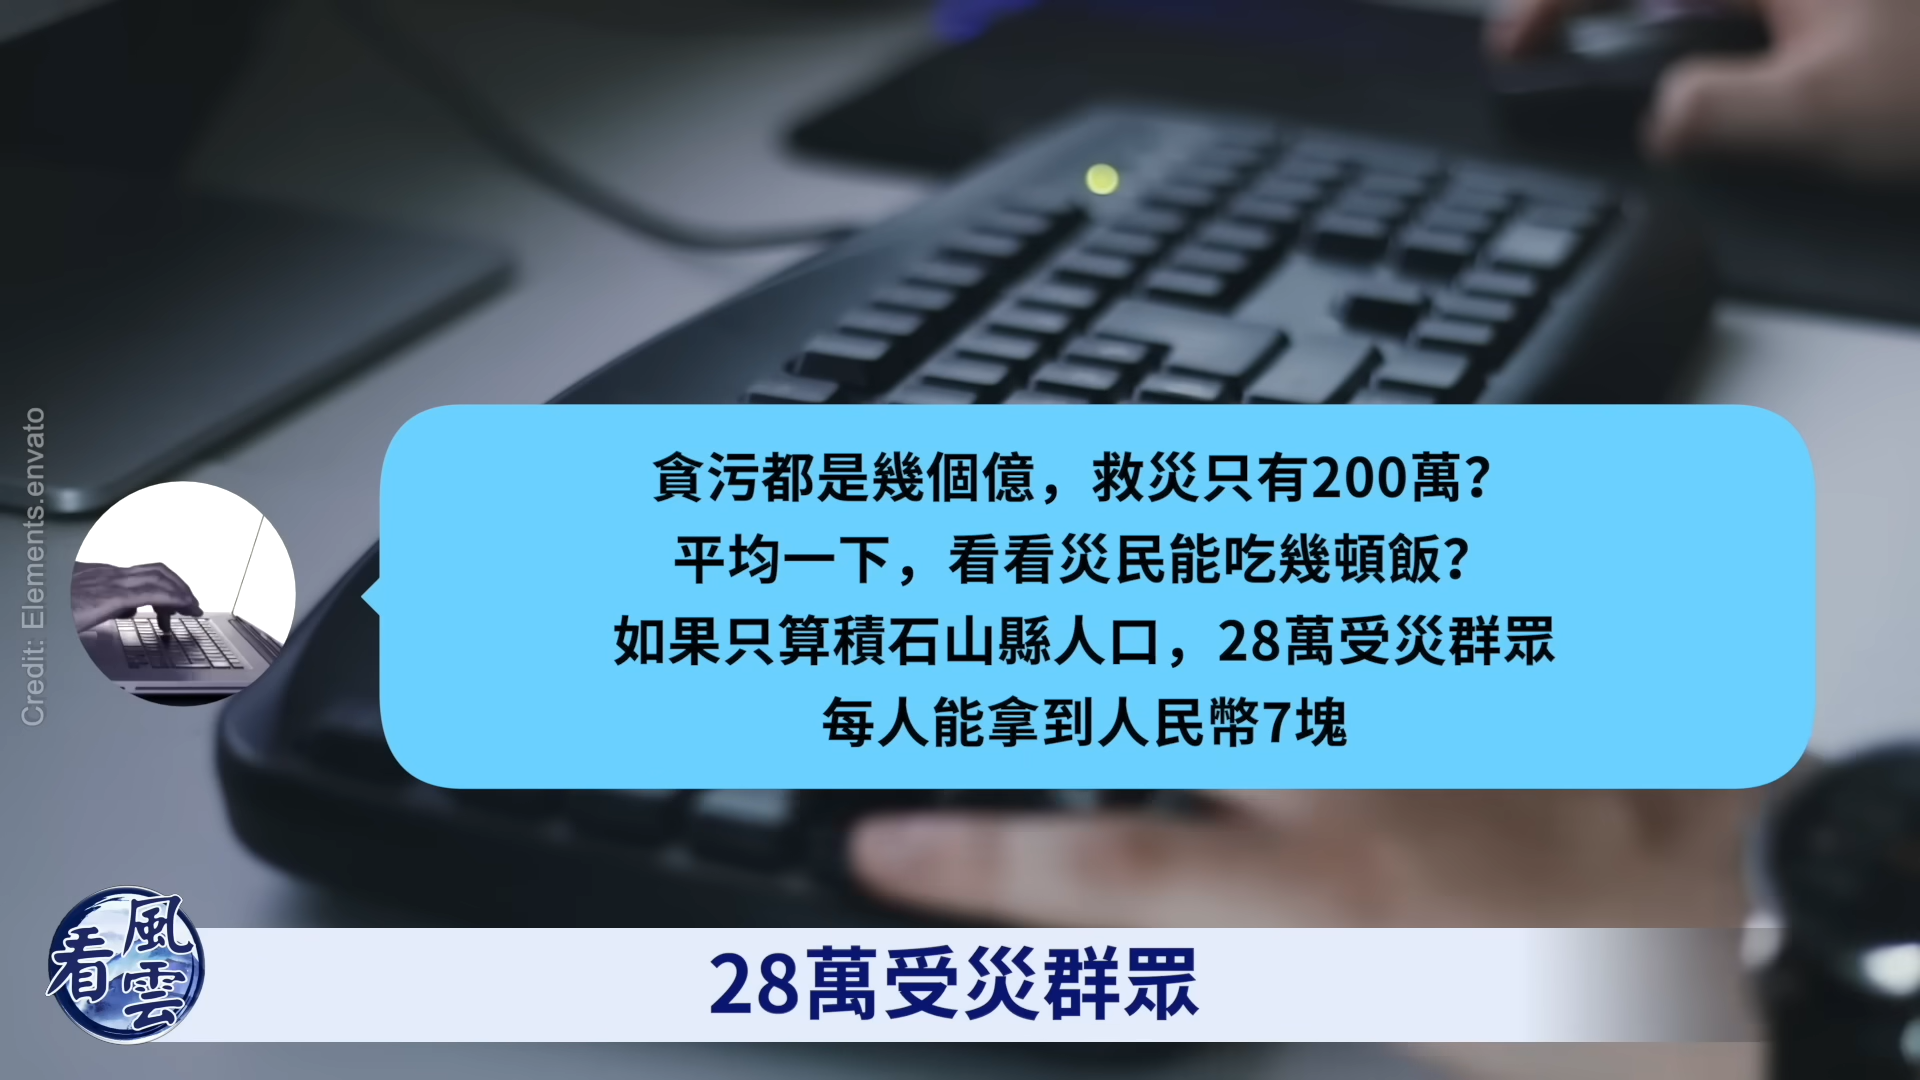 貪污都是幾個億，救災只有200萬？
平均一下，看看災民能吃幾頓飯？
如果只算積石山縣人口，28萬受災群眾
每人能拿到人民幣7塊
Credit: Elements.envato
看風雲
28萬受災群眾